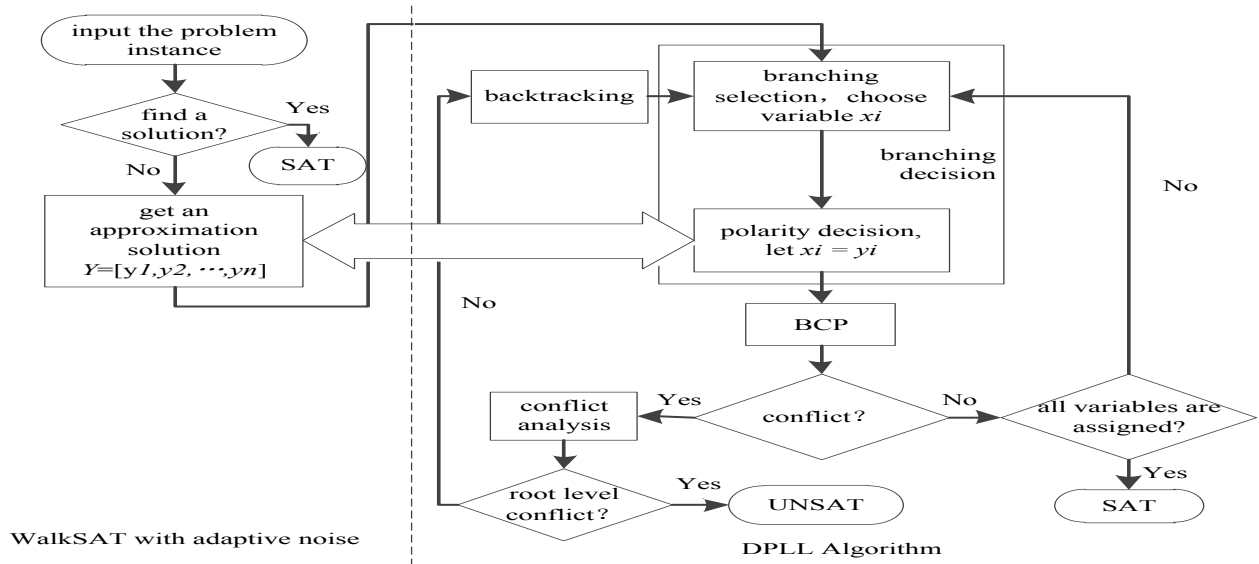 input the problem
instance
find a
solution?
Yes
SAT
No
get an
approximation
solution
Y=[y1,y2,···,yn]
WalkSAT with adaptive noise
backtracking
branching
selection, choose
variable xi
branching
decision
polarity decision,
let xi = yi
No
No
BCP
conflict?
Yes
No
conflict
analysis
all variables are
assigned?
root level
conflict?
Yes
UNSAT
Yes
SAT
DPLL Algorithm